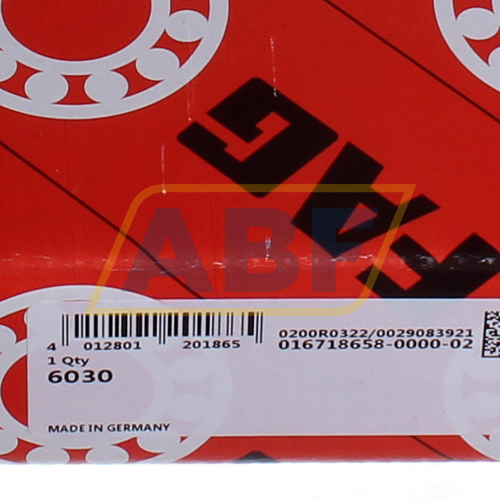 FAG
ABF
4 012801 201865
0200R0322/0029083921
016718658-0000-02
1 Qty
6030
MADE IN GERMANY